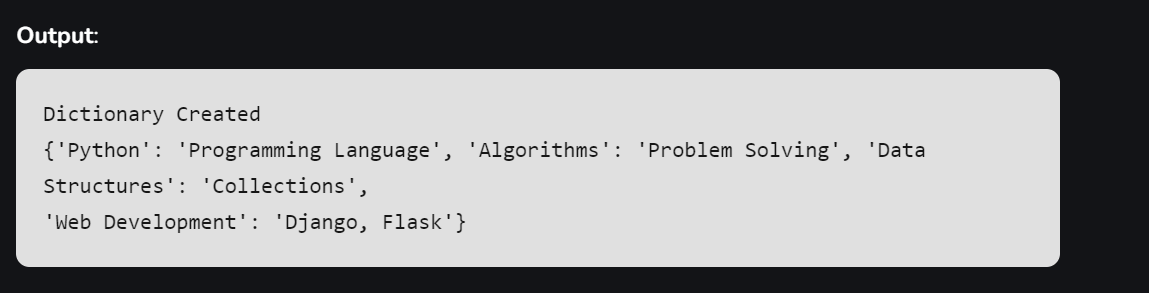 Output:
Dictionary Created
{'Python': 'Programming Language', 'Algorithms': 'Problem Solving', 'Data
Structures': 'Collections',
'Web Development': 'Django, Flask'}